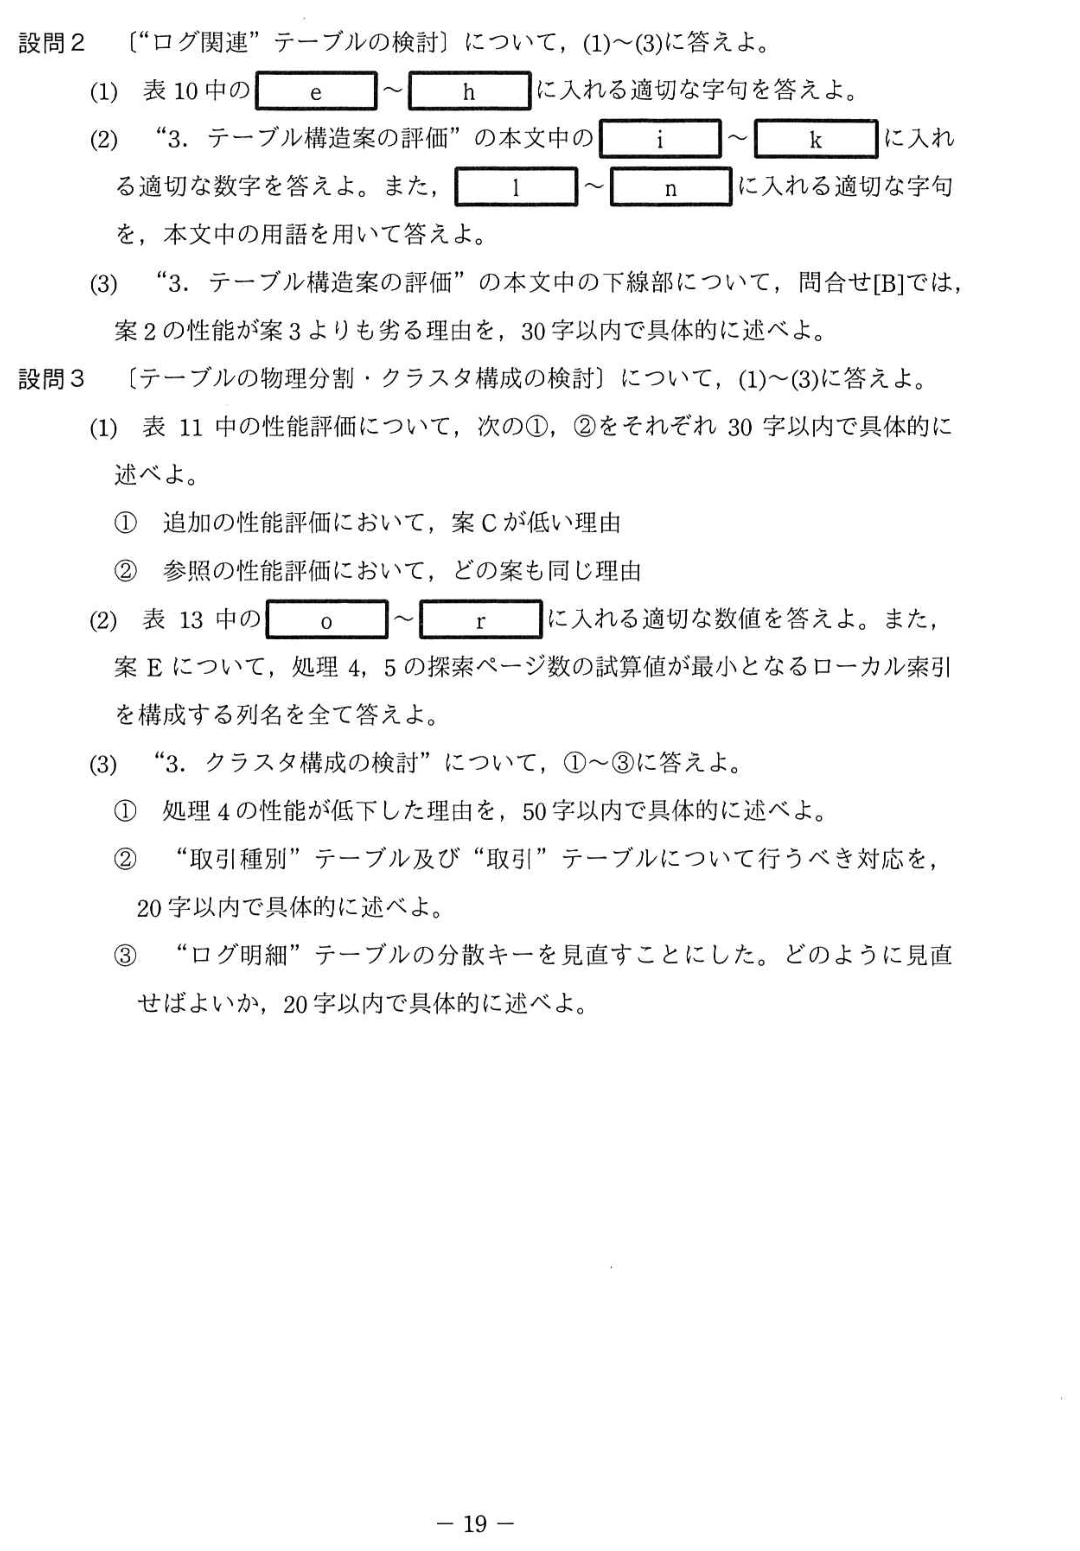 設問2　〔“ログ関連” テーブルの検討〕について，(1)～(3)に答えよ。
(1)　表 10 中の e ～ h に入れる適切な字句を答えよ。
(2)　“3．テーブル構造案の評価” の本文中の i ～ k に入れ
る適切な数字を答えよ。また， l ～ n に入れる適切な字句
を，本文中の用語を用いて答えよ。
(3)　“3．テーブル構造案の評価” の本文中の下線部について，問合せ[B]では，
案 2 の性能が案 3 よりも劣る理由を，30 字以内で具体的に述べよ。
設問3　〔テーブルの物理分割・クラスタ構成の検討〕について，(1)～(3)に答えよ。
(1)　表 11 中の性能評価について，次の①，②をそれぞれ 30 字以内で具体的に
述べよ。
①　追加の性能評価において，案 C が低い理由
②　参照の性能評価において，どの案も同じ理由
(2)　表 13 中の o ～ r に入れる適切な数値を答えよ。また，
案 E について，処理 4，5 の探索ページ数の試算値が最小となるローカル索引
を構成する列名を全て答えよ。
(3)　“3．クラスタ構成の検討” について，①～③に答えよ。
①　処理 4 の性能が低下した理由を，50 字以内で具体的に述べよ。
②　“取引種別” テーブル及び “取引” テーブルについて行うべき対応を，
20 字以内で具体的に述べよ。
③　“ログ明細” テーブルの分散キーを見直すことにした。どのように見直
せばよいか，20 字以内で具体的に述べよ。
－ 19 －